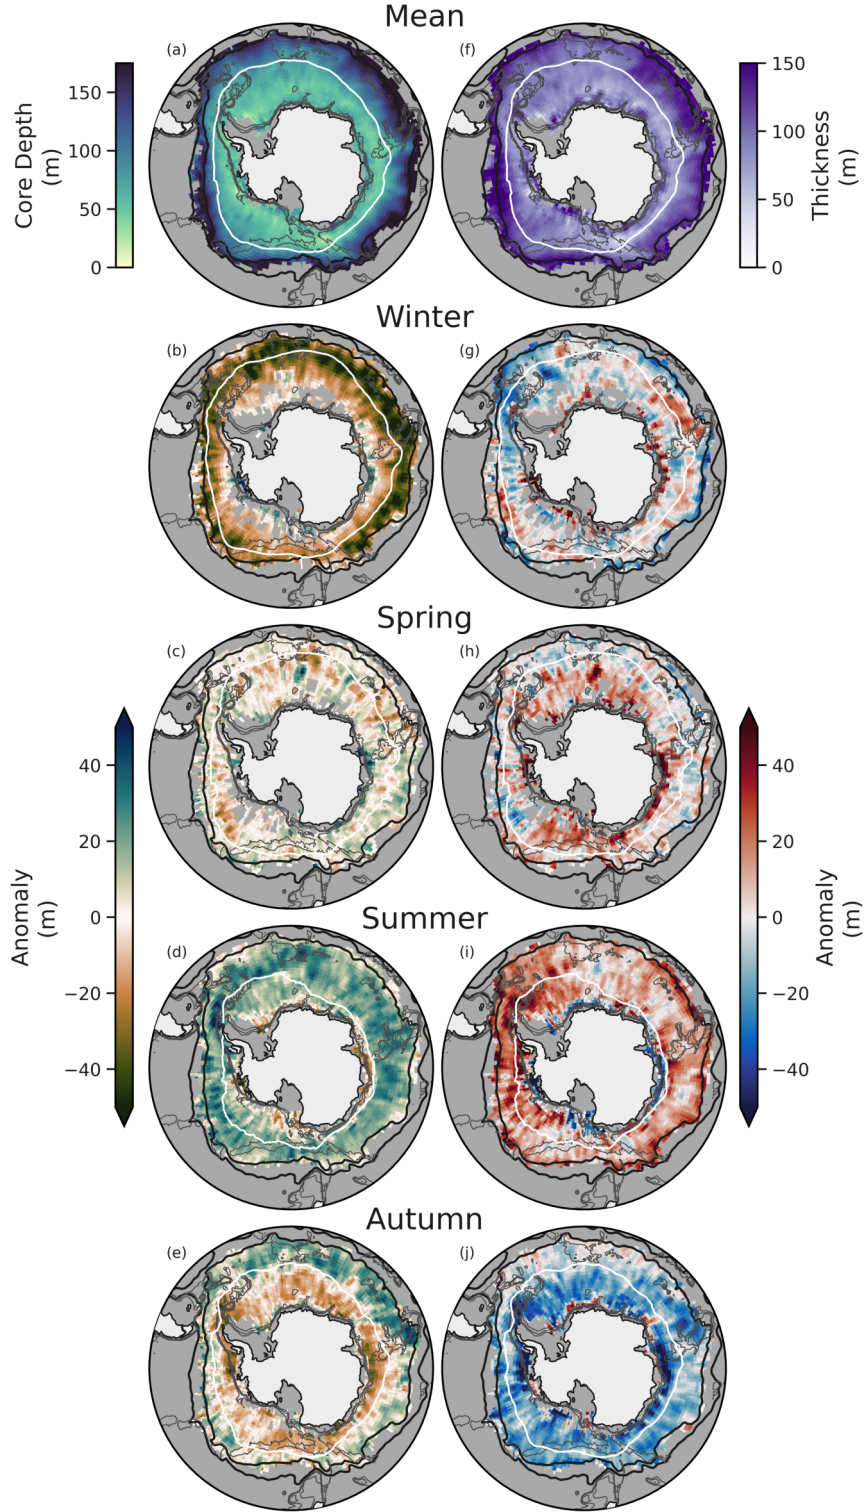 Mean
(a)
(f)
150
100
50
0
Core Depth
(m)
150
100
50
0
Thickness
(m)
Winter
(b)
(g)
Spring
(c)
(h)
40
20
0
−20
−40
Anomaly
(m)
40
20
0
−20
−40
Anomaly
(m)
Summer
(d)
(i)
Autumn
(e)
(j)